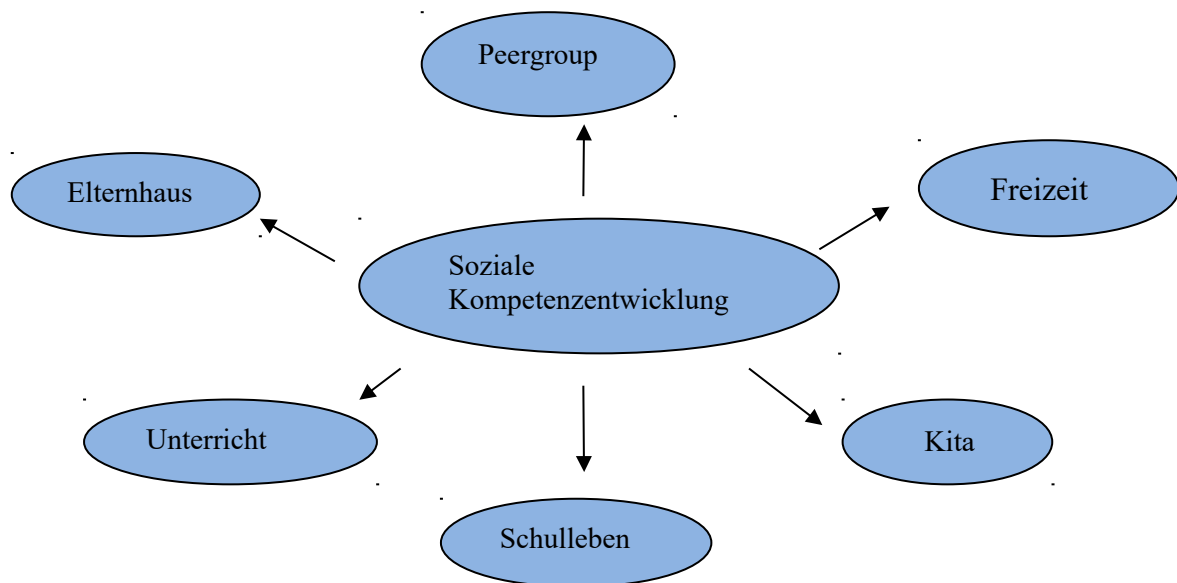 Peergroup
Elternhaus
Freizeit
Soziale
Kompetenzentwicklung
Unterricht
Kita
Schulleben